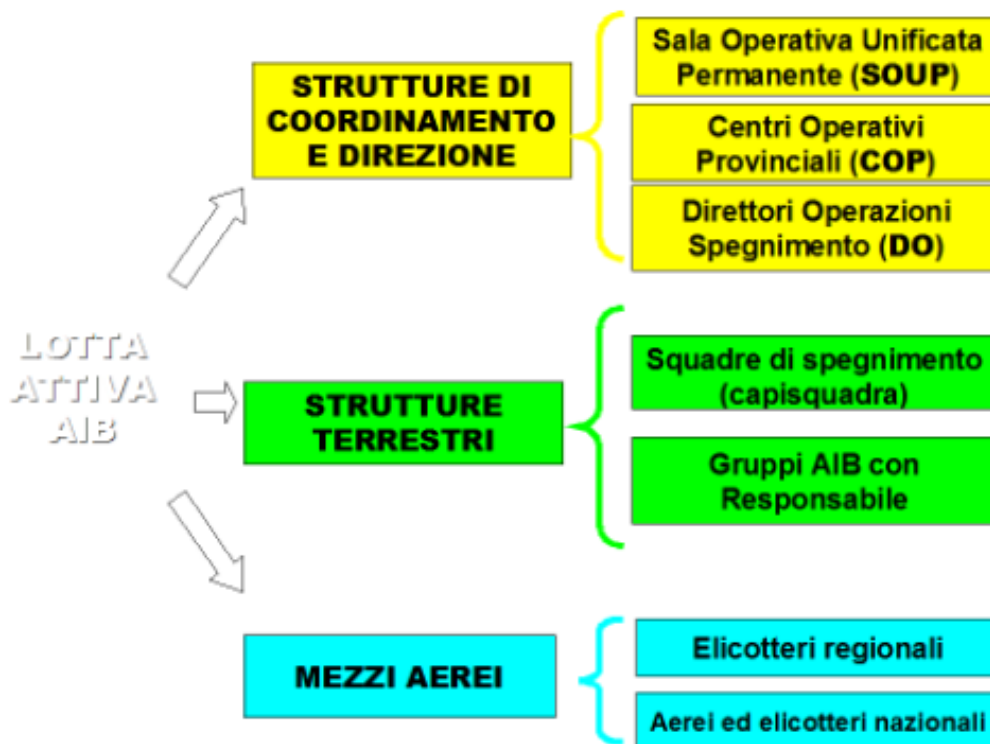 LOTTA
ATTIVA
AIB
STRUTTURE DI
COORDINAMENTO
E DIREZIONE
Sala Operativa Unificata
Permanente (SOUP)
Centri Operativi
Provinciali (COP)
Direttori Operazioni
Spegnimento (DO)
STRUTTURE
TERRESTRI
Squadre di spegnimento
(capisquadra)
Gruppi AIB con
Responsabile
MEZZI AEREI
Elicotteri regionali
Aerei ed elicotteri nazionali